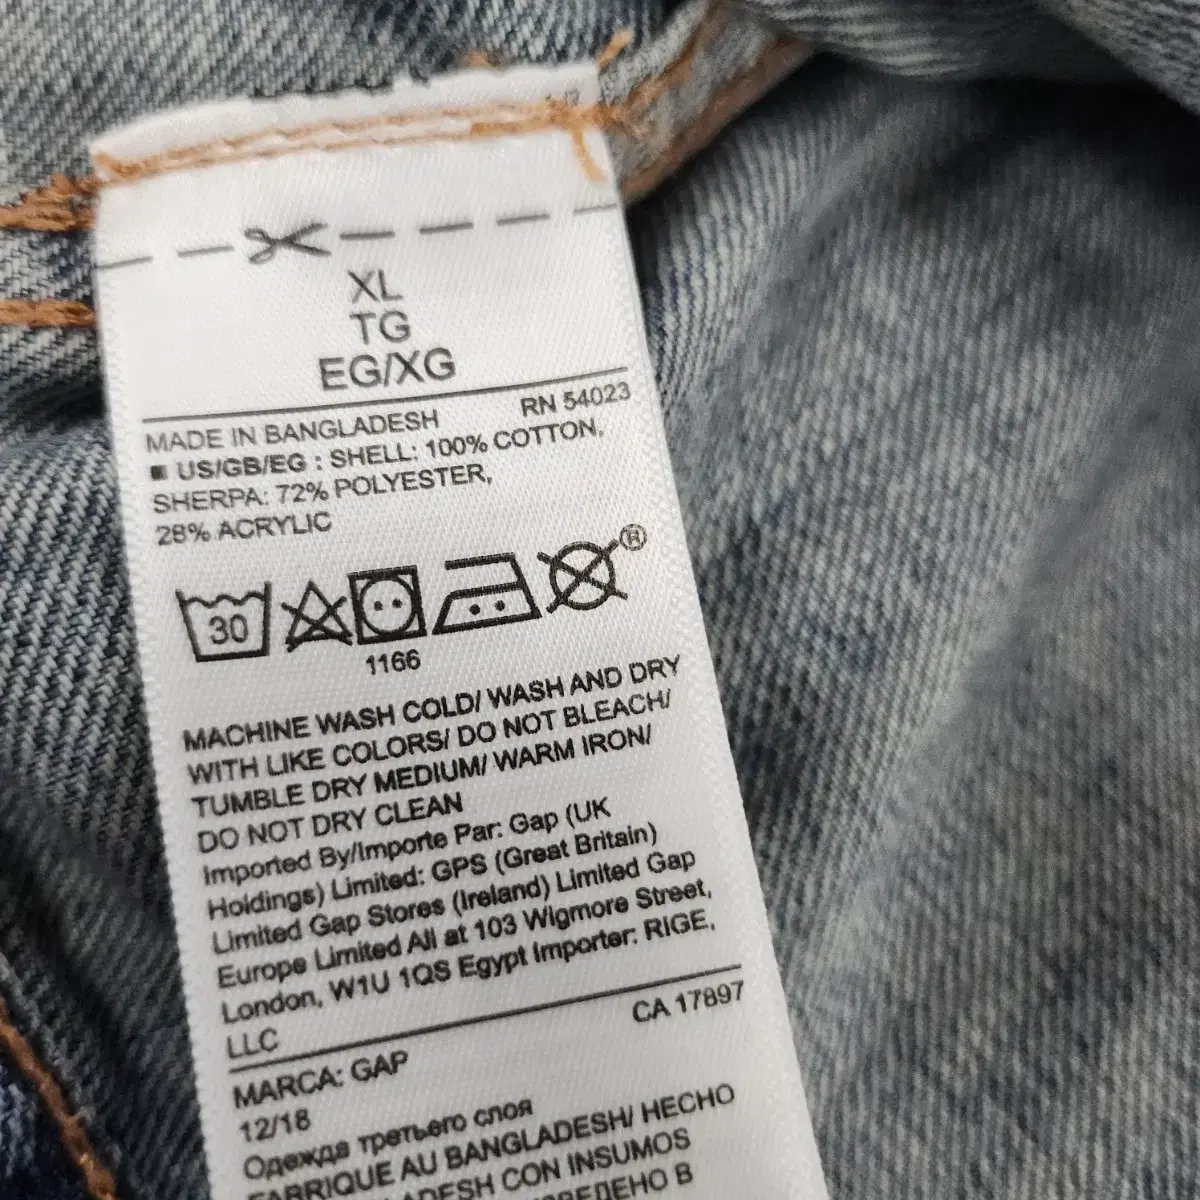 XL
TG
EG/XG
MADE IN BANGLADESH RN 54023
■ US/GB/EG : SHELL: 100% COTTON,
SHERPA: 72% POLYESTER,
28% ACRYLIC
30
®
1166
MACHINE WASH COLD/ WASH AND DRY
WITH LIKE COLORS/ DO NOT BLEACH/
TUMBLE DRY MEDIUM/ WARM IRON/
DO NOT DRY CLEAN
Imported By/Importe Par: Gap (UK
Holdings) Limited: GPS (Great Britain)
Limited Gap Stores (Ireland) Limited Gap
Europe Limited All at 103 Wigmore Street,
London, W1U 1QS Egypt Importer: RIGE,
LLC
CA 17897
MARCA: GAP
12/18
Одежда третьего слоя
FABRIQUE AU BANGLADESH/ HECHO
LADESH CON INSUMOS
ВЕДЕНО В